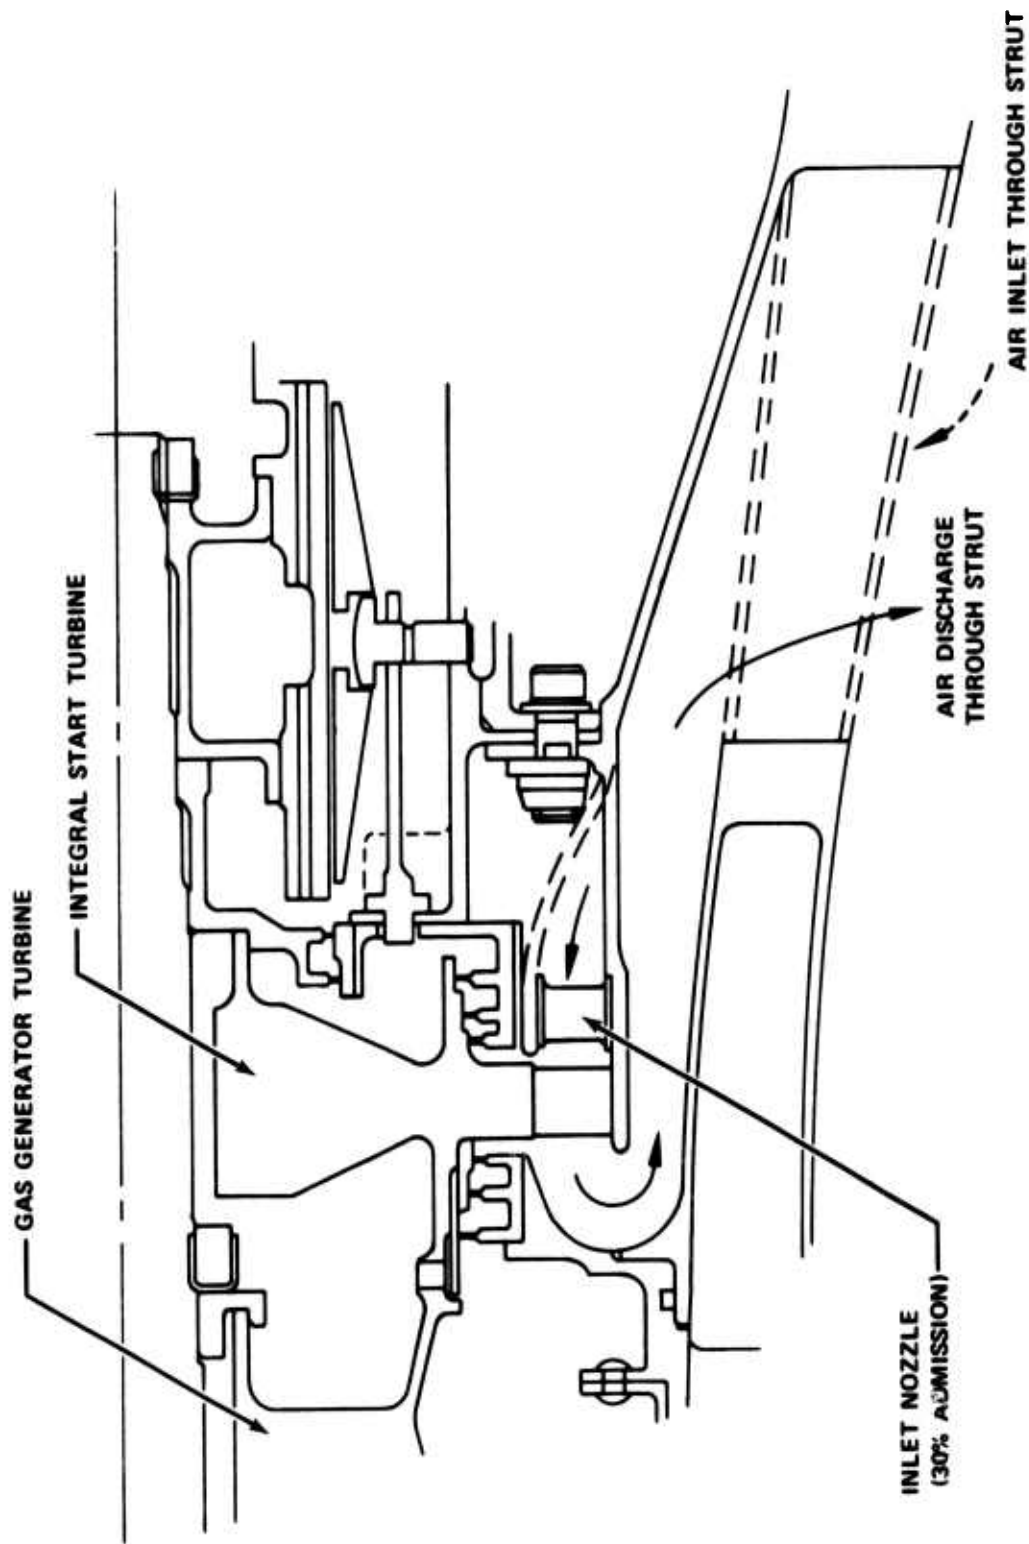 GAS GENERATOR TURBINE
INTEGRAL START TURBINE
INLET NOZZLE
(30% ADMISSION)
AIR DISCHARGE
THROUGH STRUT
AIR INLET THROUGH STRUT